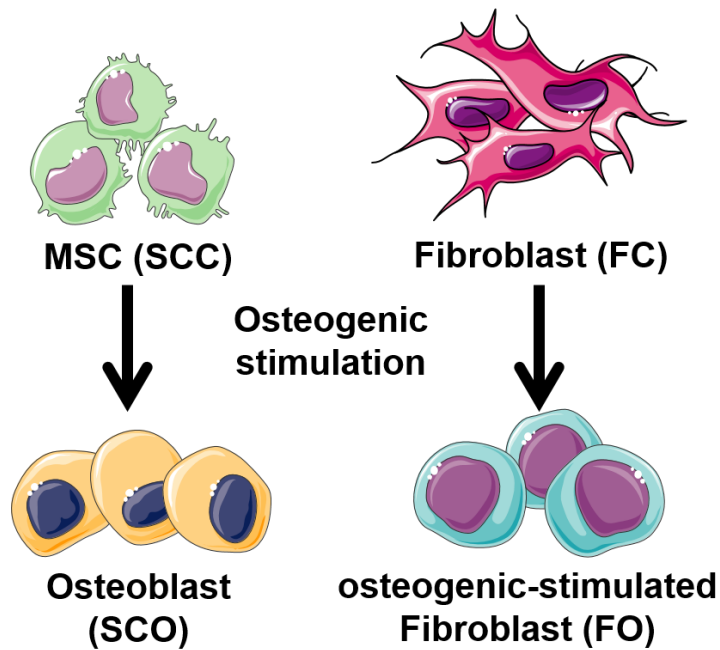 MSC (SCC)
Fibroblast (FC)
Osteogenic
stimulation
Osteoblast
(SCO)
osteogenic-stimulated
Fibroblast (FO)